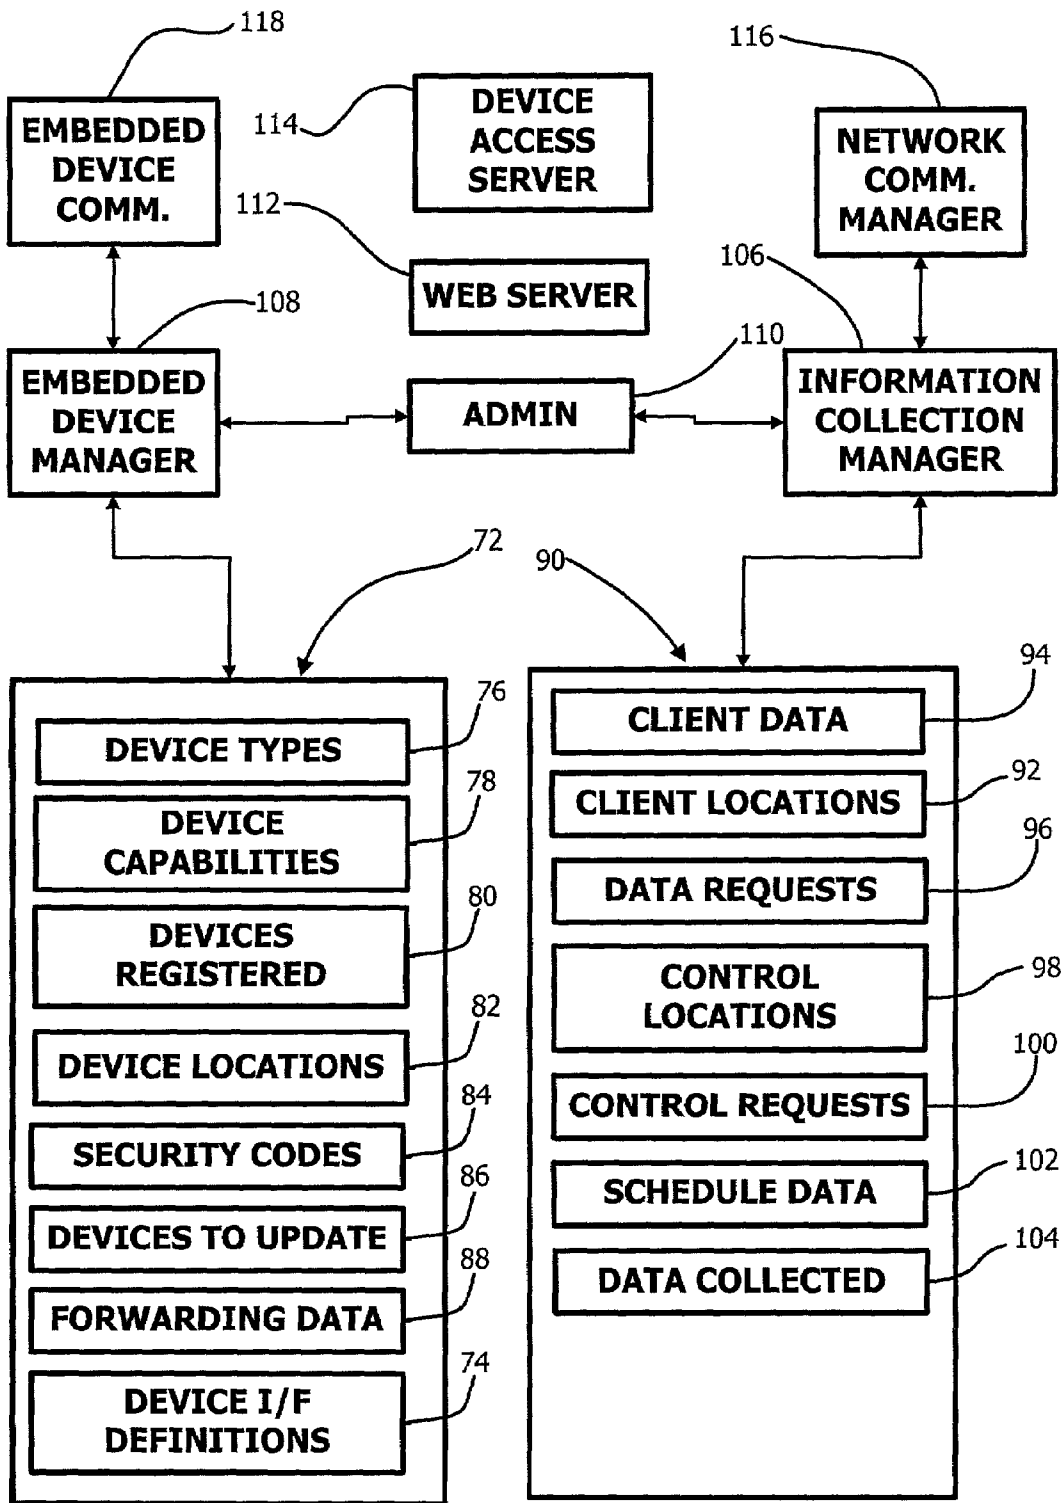 118
116
114
EMBEDDED
DEVICE
COMM.
DEVICE
ACCESS
SERVER
NETWORK
COMM.
MANAGER
112
WEB SERVER
106
108
110
EMBEDDED
DEVICE
MANAGER
ADMIN
INFORMATION
COLLECTION
MANAGER
72
90
76
DEVICE TYPES
78
DEVICE
CAPABILITIES
80
DEVICES
REGISTERED
82
DEVICE LOCATIONS
84
SECURITY CODES
86
DEVICES TO UPDATE
88
FORWARDING DATA
74
DEVICE I/F
DEFINITIONS
94
CLIENT DATA
92
CLIENT LOCATIONS
96
DATA REQUESTS
98
CONTROL
LOCATIONS
100
CONTROL REQUESTS
102
SCHEDULE DATA
104
DATA COLLECTED